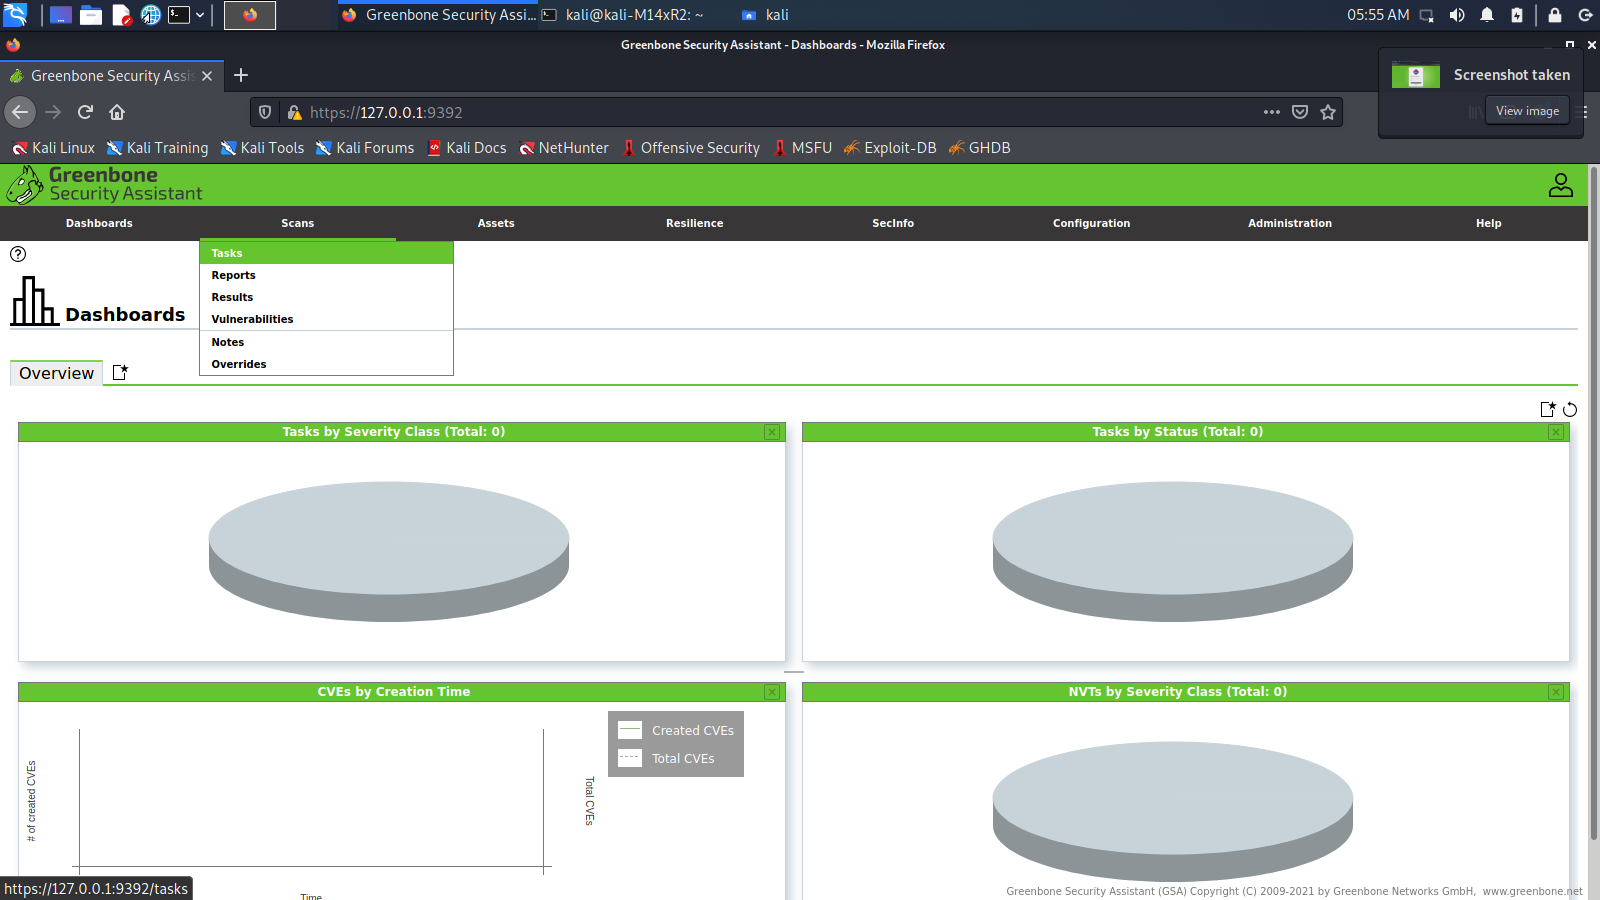 Greenbone Security Assi...
kali@kali-M14xR2: ~
kali
05:55 AM
Greenbone Security Assistant - Dashboards - Mozilla Firefox
Greenbone Security Assis
Screenshot taken
View image
https://127.0.0.1:9392
Kali Linux
Kali Training
Kali Tools
Kali Forums
Kali Docs
NetHunter
Offensive Security
MSFU
Exploit-DB
GHDB
Greenbone
Security Assistant
Dashboards
Scans
Assets
Resilience
SecInfo
Configuration
Administration
Help
Tasks
Reports
Results
Vulnerabilities
Notes
Overrides
Dashboards
Overview
Tasks by Severity Class (Total: 0)
Tasks by Status (Total: 0)
CVEs by Creation Time
NVTs by Severity Class (Total: 0)
Created CVEs
Total CVEs
# of created CVEs
Total CVEs
Time
https://127.0.0.1:9392/tasks
Greenbone Security Assistant (GSA) Copyright (C) 2009-2021 by Greenbone Networks GmbH, www.greenbone.net